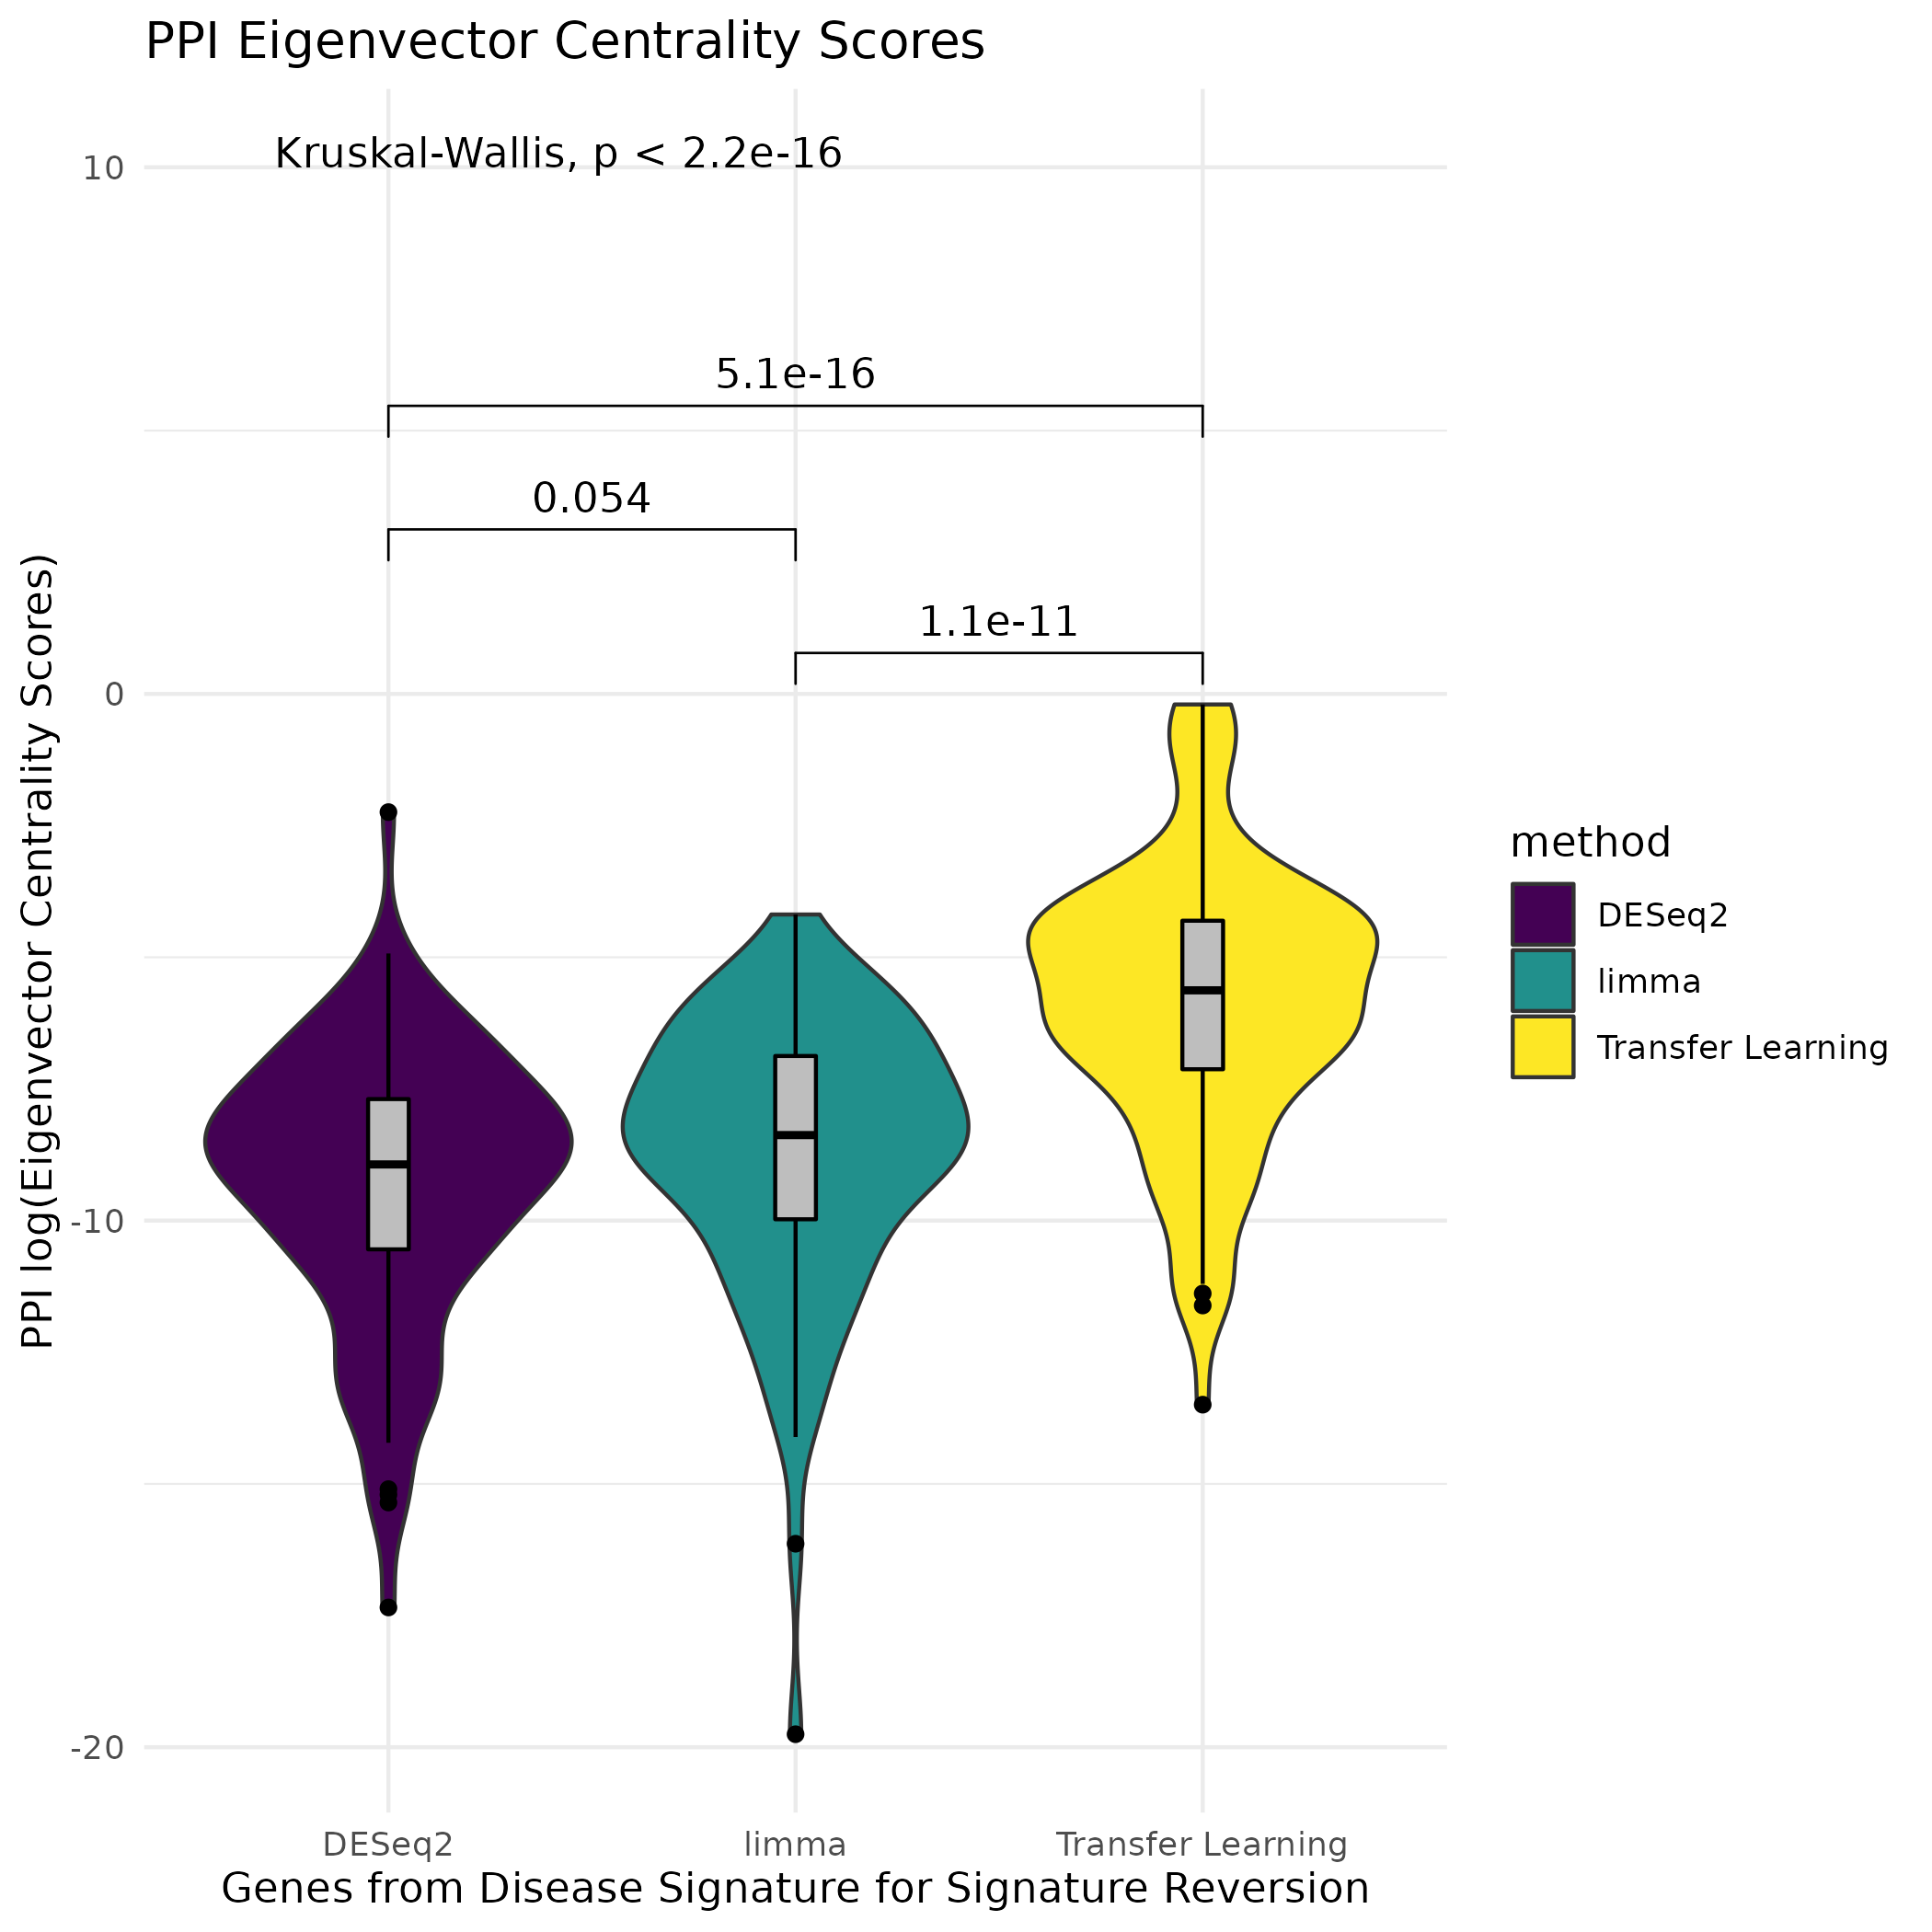 PPI Eigenvector Centrality Scores
Kruskal-Wallis, p < 2.2e-16
10
5.1e-16
0.054
1.1e-11
0
-10
-20
PPI log(Eigenvector Centrality Scores)
DESeq2
limma
Transfer Learning
Genes from Disease Signature for Signature Reversion
method
DESeq2
limma
Transfer Learning